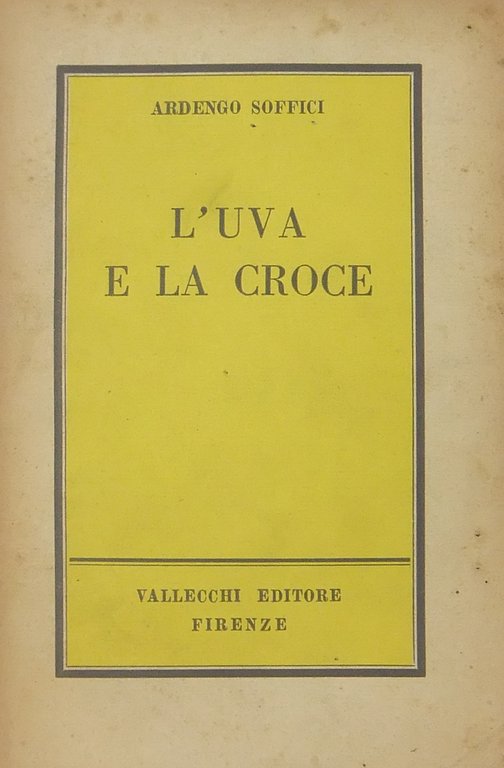 ARDENGO SOFFICI
L'UVA
E LA CROCE
VALLECCHI EDITORE
FIRENZE